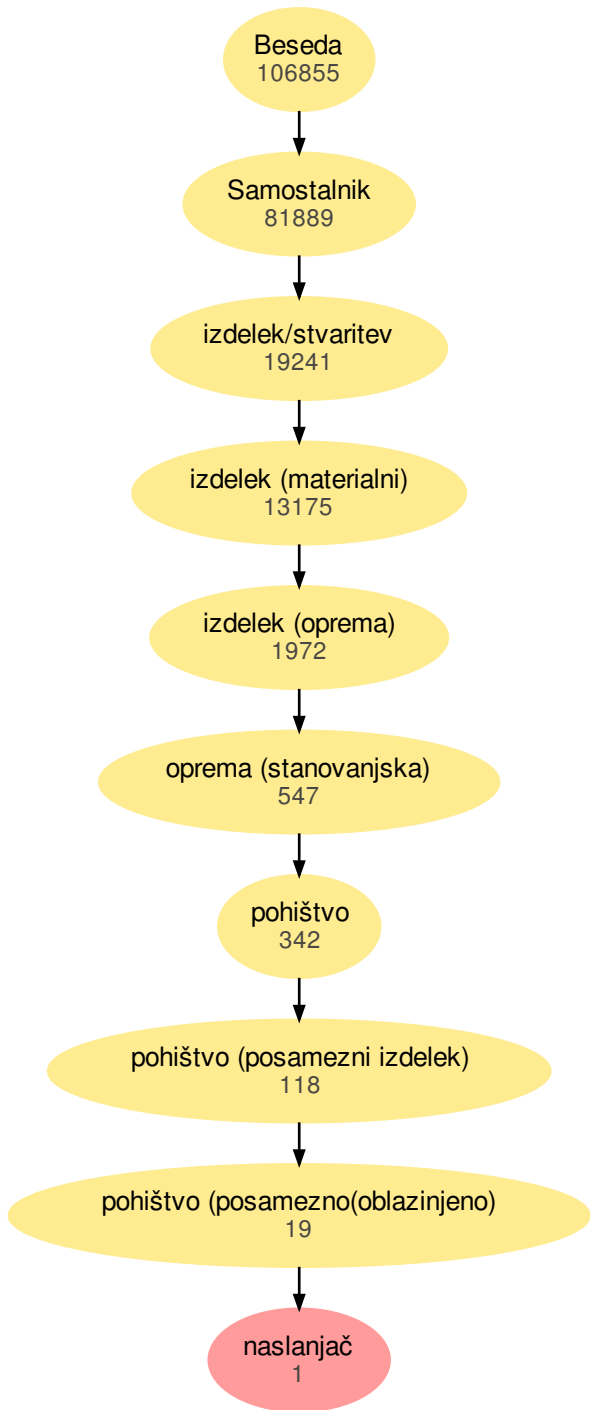 Beseda
106855
Samostalnik
81889
izdelek/stvaritev
19241
izdelek (materialni)
13175
izdelek (oprema)
1972
oprema (stanovanjska)
547
pohištvo
342
pohištvo (posamezni izdelek)
118
pohištvo (posamezno(oblazinjeno)
19
naslanjač
1